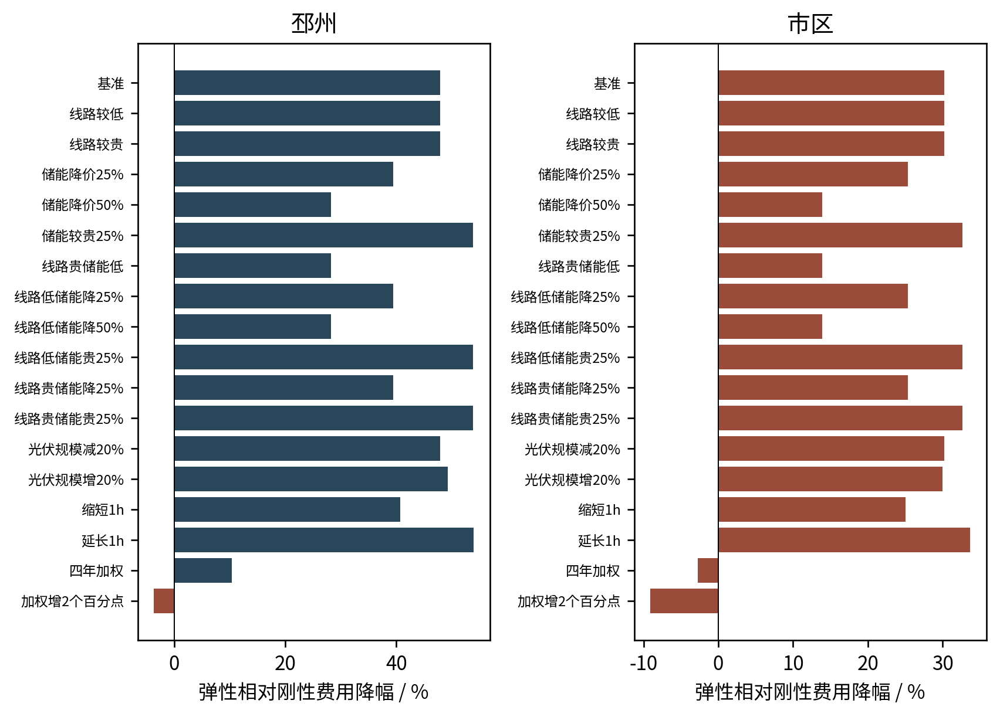 邳州
基准
线路较低
线路较贵
储能降价25%
储能降价50%
储能较贵25%
线路贵储能低
线路低储能降25%
线路低储能降50%
线路低储能贵25%
线路贵储能降25%
线路贵储能贵25%
光伏规模减20%
光伏规模增20%
缩短1h
延长1h
四年加权
加权增2个百分点
0 20 40
弹性相对刚性费用降幅 / %
市区
基准
线路较低
线路较贵
储能降价25%
储能降价50%
储能较贵25%
线路贵储能低
线路低储能降25%
线路低储能降50%
线路低储能贵25%
线路贵储能降25%
线路贵储能贵25%
光伏规模减20%
光伏规模增20%
缩短1h
延长1h
四年加权
加权增2个百分点
-10 0 10 20 30
弹性相对刚性费用降幅 / %